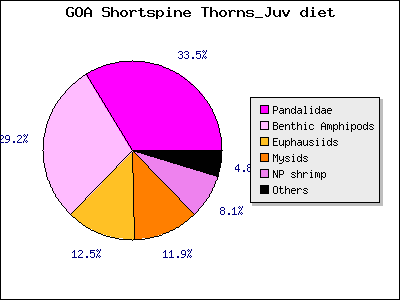 GOA Shortspine Thorns_Juv diet
33.5%
29.2%
12.5%
11.9%
8.1%
4.8
Pandalidae
Benthic Amphipods
Euphausiids
Mysids
NP shrimp
Others